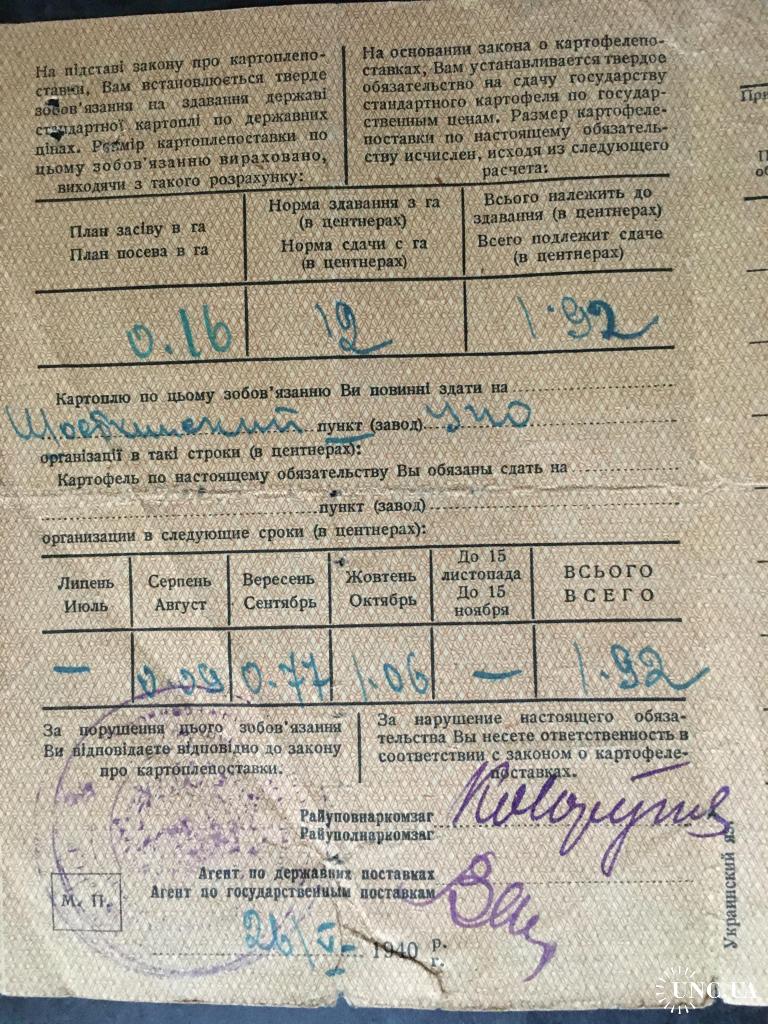 На підставі закону про картоплепо-
ставки, Вам встановлюється тверде
зобов'язання на здавання державі
стандартної картоплі по державних
цінах. Розмір картоплепоставки по
цьому зобов'язанню вираховано,
виходячи з такого розрахунку:
На основании закона о картофелепо-
ставках, Вам устанавливается твердое
обязательство на сдачу государству
стандартного картофеля по государ-
ственным ценам. Размер картофеле-
поставки по настоящему обязатель-
ству исчислен, исходя из следующего
расчета:
План засіву в га
План посева в га
Норма здавання з га
(в центнерах)
Норма сдачи с га
(в центнерах)
Всього належить до
здавання (в центнерах)
Всего подлежит сдаче
(в центнерах)
0.16 12 1.92
Картоплю по цьому зобов'язанню Ви повинні здати на
пункт (завод)
організації в такі строки (в центнерах):
Картофель по настоящему обязательству Вы обязаны сдать на
пункт (завод)
организации в следующие сроки (в центнерах):
Липень
Июль
Серпень
Август
Вересень
Сентябрь
Жовтень
Октябрь
До 15
листопада
До 15
ноября
ВСЬОГО
ВСЕГО
— 0.09 0.77 1.06 — 1.92
За порушення цього зобов'язання
Ви відповідаєте відповідно до закону
про картоплепоставки.
За нарушение настоящего обяза-
тельства Вы несете ответственность в
соответствии с законом о картофеле-
поставках.
Райуповнаркомзаг
Райуполнаркомзаг
Агент по державних поставках
Агент по государственным поставкам
М. П.
26/V- 1940 р.
г.
Украинский яз.
UNC.UA